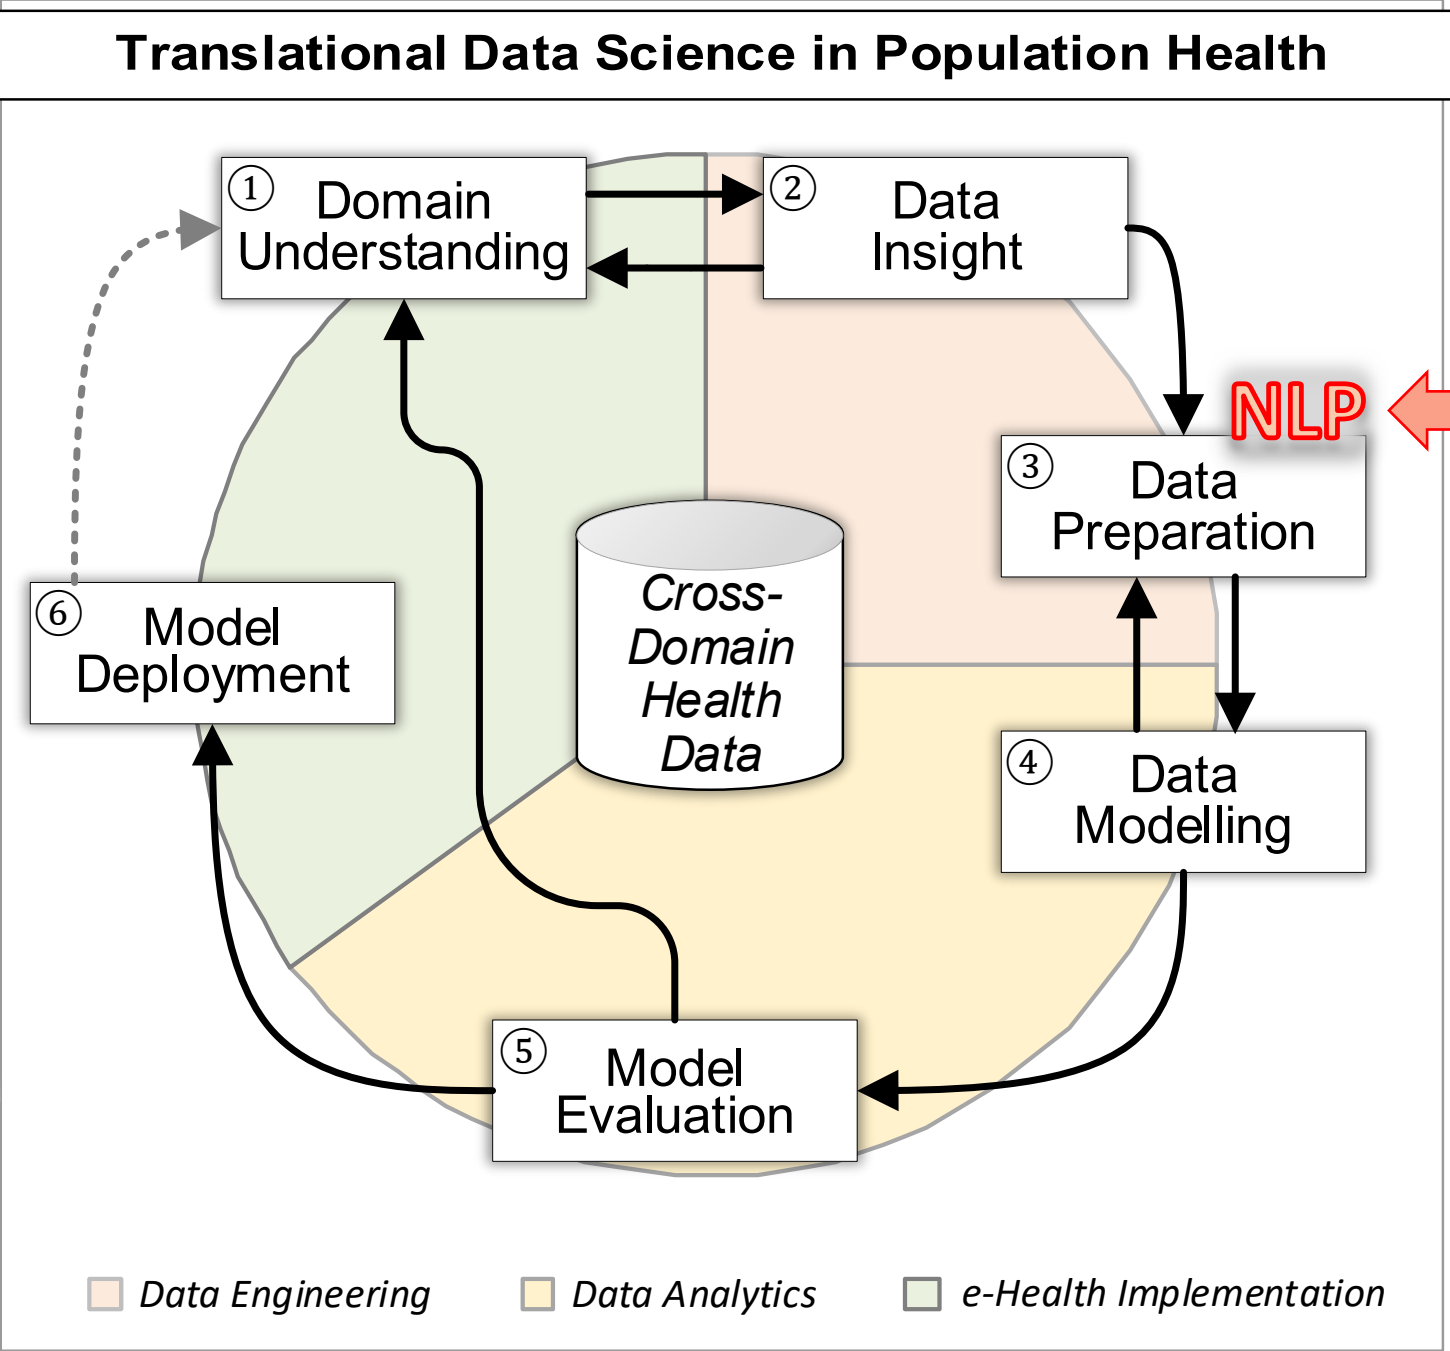 Translational Data Science in Population Health
①
Domain
Understanding
②
Data
Insight
NLP
③
Data
Preparation
Cross-
Domain
Health
Data
⑥
Model
Deployment
④
Data
Modelling
⑤
Model
Evaluation
Data Engineering
Data Analytics
e-Health Implementation